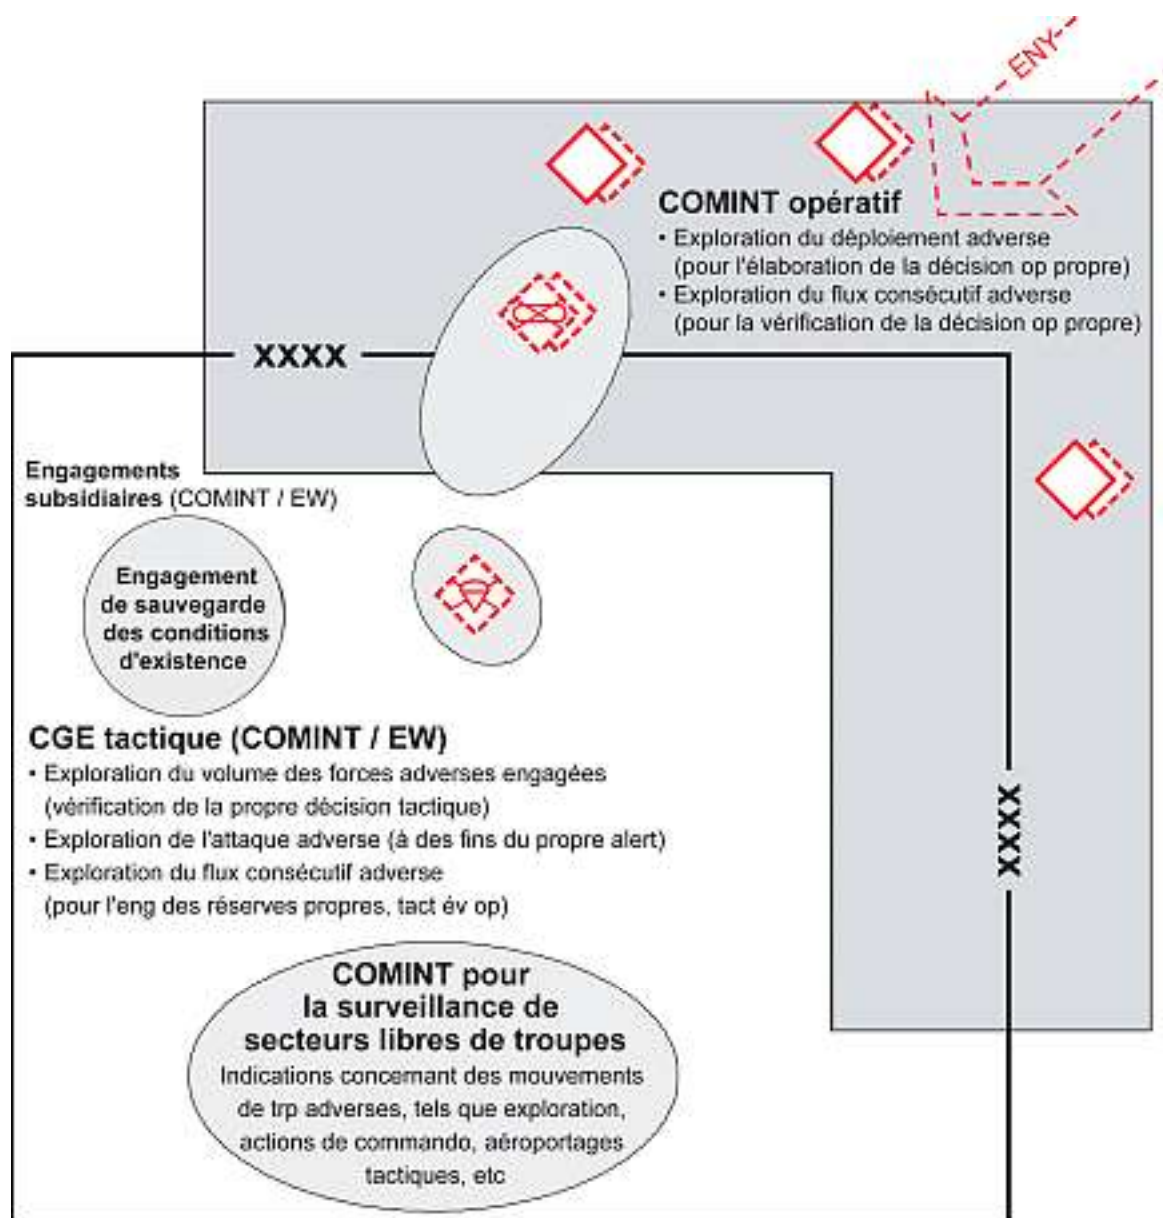 ENY
COMINT opératif
• Exploration du déploiement adverse
(pour l'élaboration de la décision op propre)
• Exploration du flux consécutif adverse
(pour la vérification de la décision op propre)
XXXX
Engagements
subsidiaires (COMINT / EW)
Engagement
de sauvegarde
des conditions
d'existence
CGE tactique (COMINT / EW)
• Exploration du volume des forces adverses engagées
(vérification de la propre décision tactique)
• Exploration de l'attaque adverse (à des fins du propre alert)
• Exploration du flux consécutif adverse
(pour l'eng des réserves propres, tact év op)
XXXX
COMINT pour
la surveillance de
secteurs libres de troupes
Indications concernant des mouvements
de trp adverses, tels que exploration,
actions de commando, aéroportages
tactiques, etc